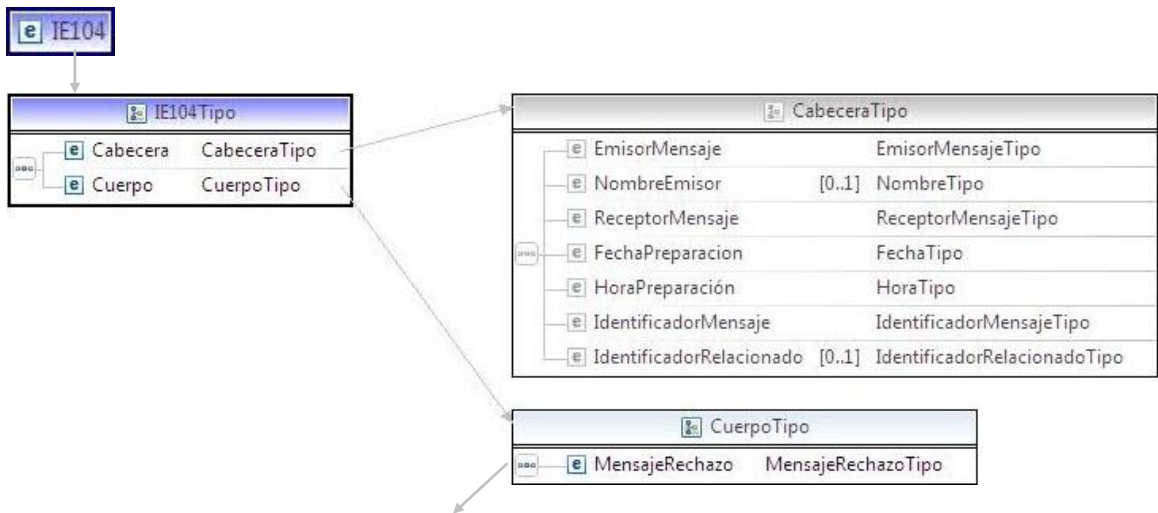 e IE104
IE104Tipo
e Cabecera CabeceraTipo
e Cuerpo CuerpoTipo
CabeceraTipo
e EmisorMensaje EmisorMensajeTipo
e NombreEmisor [0..1] NombreTipo
e ReceptorMensaje ReceptorMensajeTipo
e FechaPreparacion FechaTipo
e HoraPreparación HoraTipo
e IdentificadorMensaje IdentificadorMensajeTipo
e IdentificadorRelacionado [0..1] IdentificadorRelacionadoTipo
CuerpoTipo
e MensajeRechazo MensajeRechazoTipo